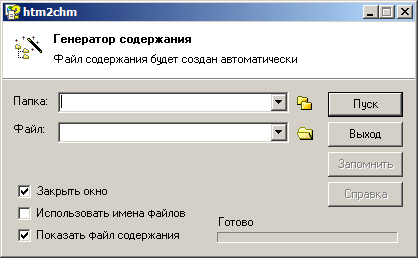 htm2chm
Генератор содержания
Файл содержания будет создан автоматически
Папка:
Пуск
Файл:
Выход
Запомнить
Закрыть окно
Справка
Использовать имена файлов
Готово
Показать файл содержания